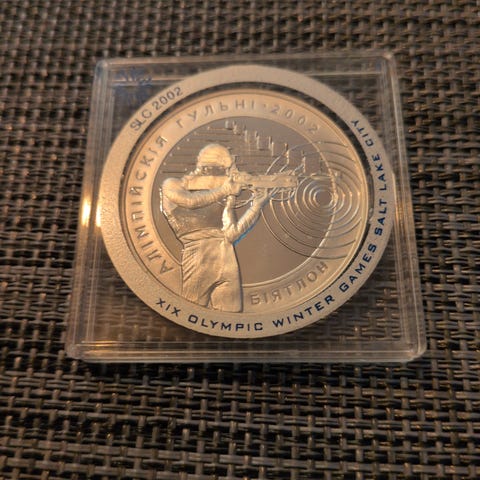 SLC 2002
XIX OLYMPIC WINTER GAMES SALT LAKE CITY
АЛІМПІЙСКІЯ ГУЛЬНІ · 2002
БІЯТЛОН